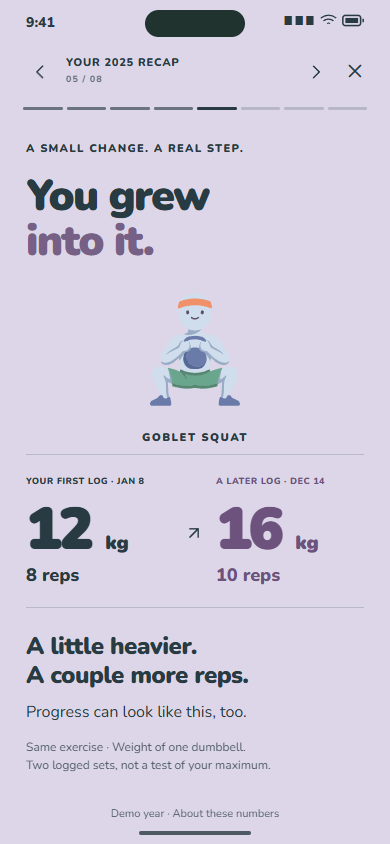 9:41
YOUR 2025 RECAP
05 / 08
A SMALL CHANGE. A REAL STEP.
You grew
into it.
GOBLET SQUAT
YOUR FIRST LOG · JAN 8
12 kg
8 reps
A LATER LOG · DEC 14
16 kg
10 reps
A little heavier.
A couple more reps.
Progress can look like this, too.
Same exercise · Weight of one dumbbell.
Two logged sets, not a test of your maximum.
Demo year · About these numbers